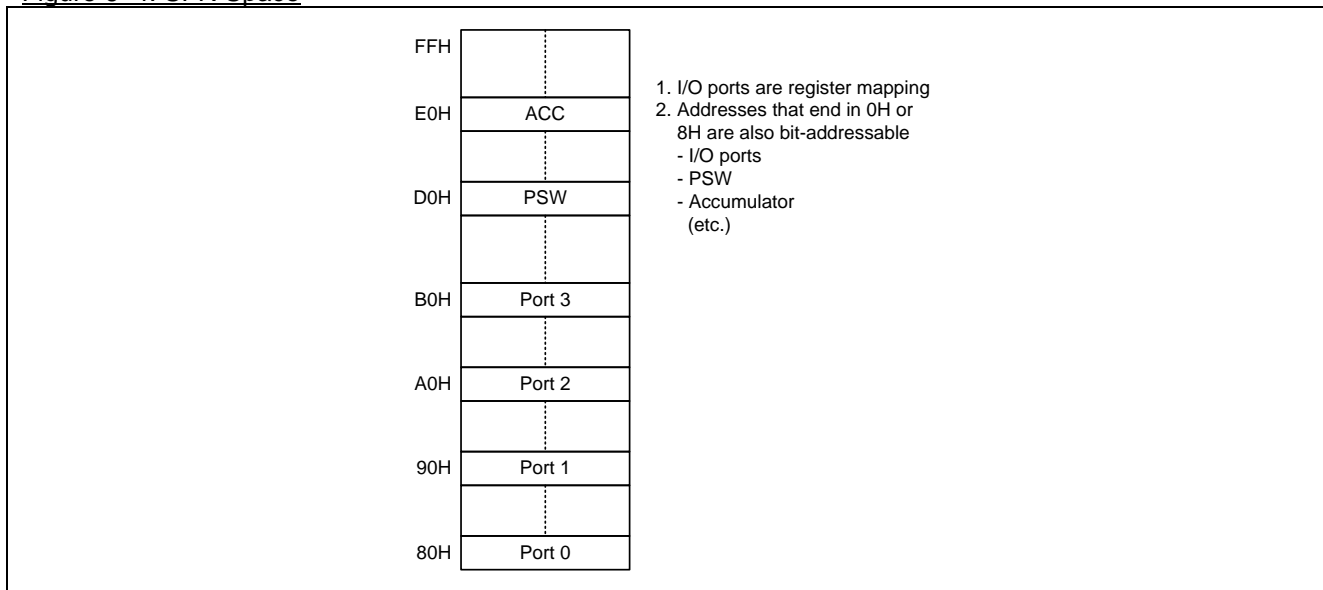 FFH
1. I/O ports are register mapping
2. Addresses that end in 0H or
8H are also bit-addressable
- I/O ports
- PSW
- Accumulator
(etc.)
E0H ACC
D0H PSW
B0H Port 3
A0H Port 2
90H Port 1
80H Port 0